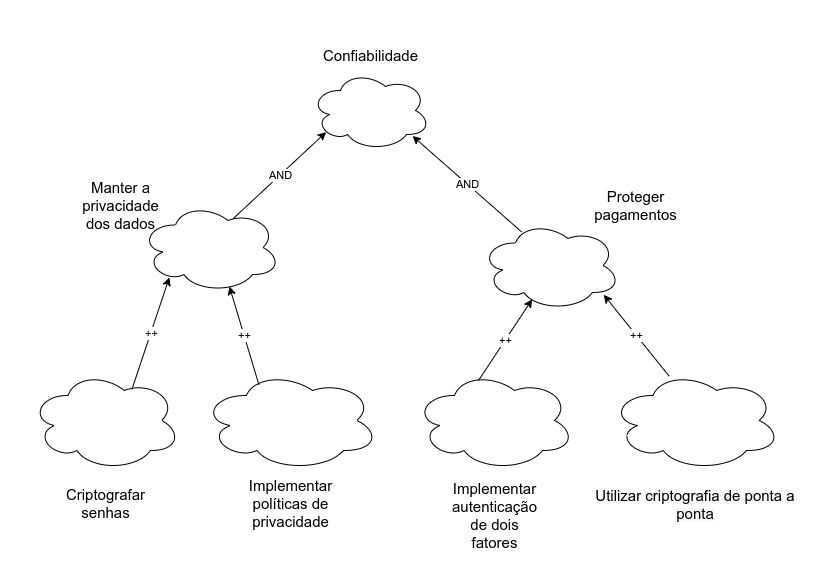 Confiabilidade
AND
AND
Manter a
privacidade
dos dados
Proteger
pagamentos
++
++
++
++
Criptografar
senhas
Implementar
políticas de
privacidade
Implementar
autenticação
de dois
fatores
Utilizar criptografia de ponta a
ponta